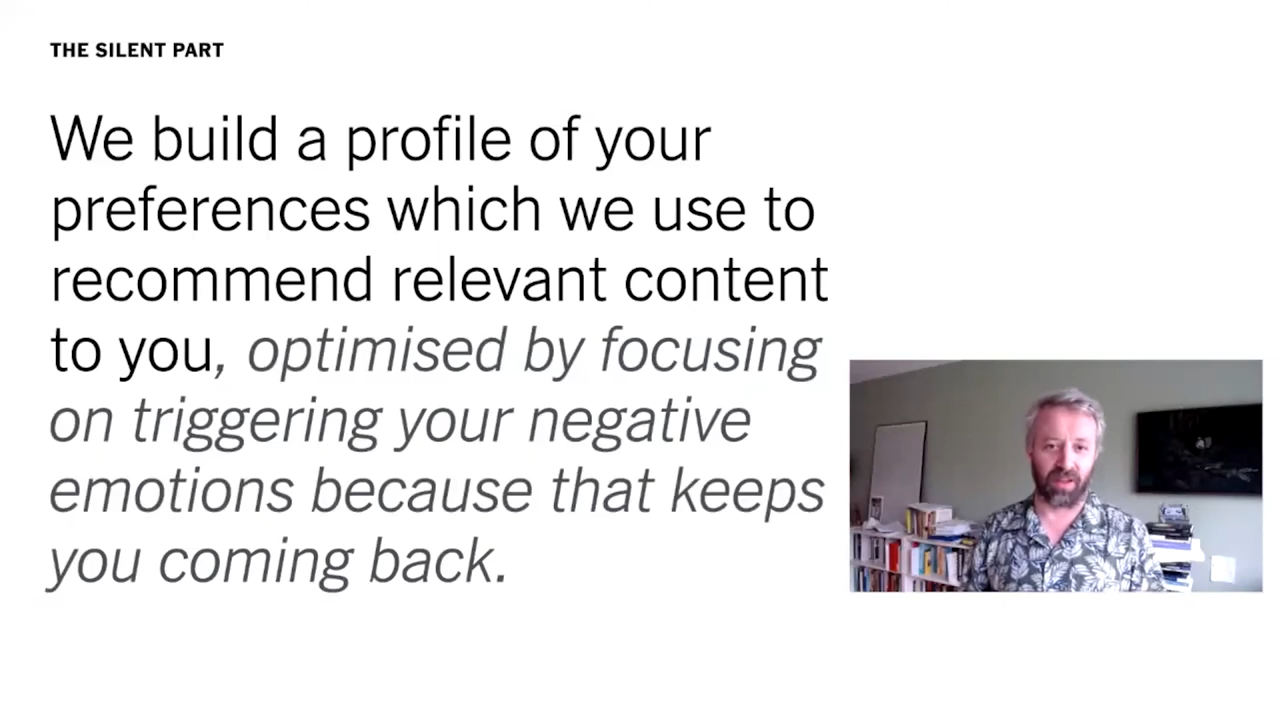 THE SILENT PART
We build a profile of your
preferences which we use to
recommend relevant content
to you, optimised by focusing
on triggering your negative
emotions because that keeps
you coming back.